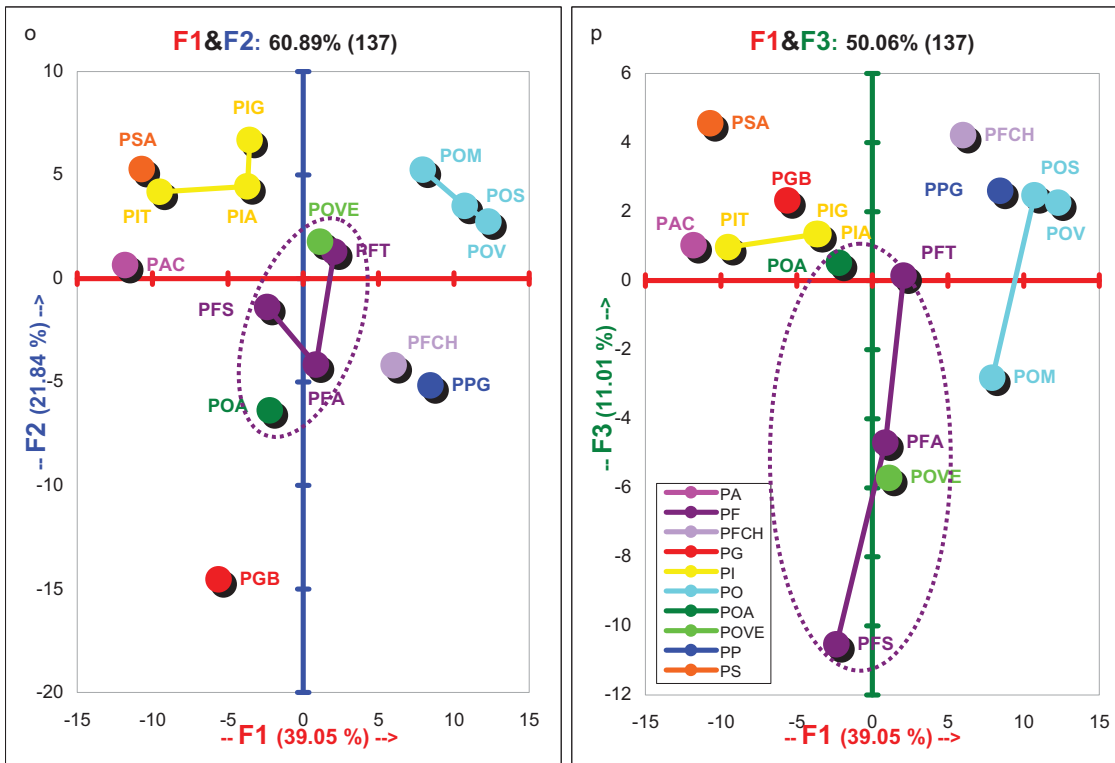 o
F1&F2: 60.89% (137)
10
5
0
-5
-10
-15
-20
-- F2 (21.84 %) -->
PIG
PSA
PIT
PIA
POM
POS
POV
POVE
PFT
PAC
PFS
PFCH
PPG
PFA
POA
PGB
-15
-10
-5
0
5
10
15
-- F1 (39.05 %) -->
p
F1&F3: 50.06% (137)
6
4
2
0
-2
-4
-6
-8
-10
-12
-- F3 (11.01 %) -->
PSA
PFCH
PGB
PPG
POS
POV
PAC
PIT
PIG
PIA
POA
PFT
POM
PFA
POVE
PFS
PA
PF
PFCH
PG
PI
PO
POA
POVE
PP
PS
-15
-10
-5
0
5
10
15
-- F1 (39.05 %) -->